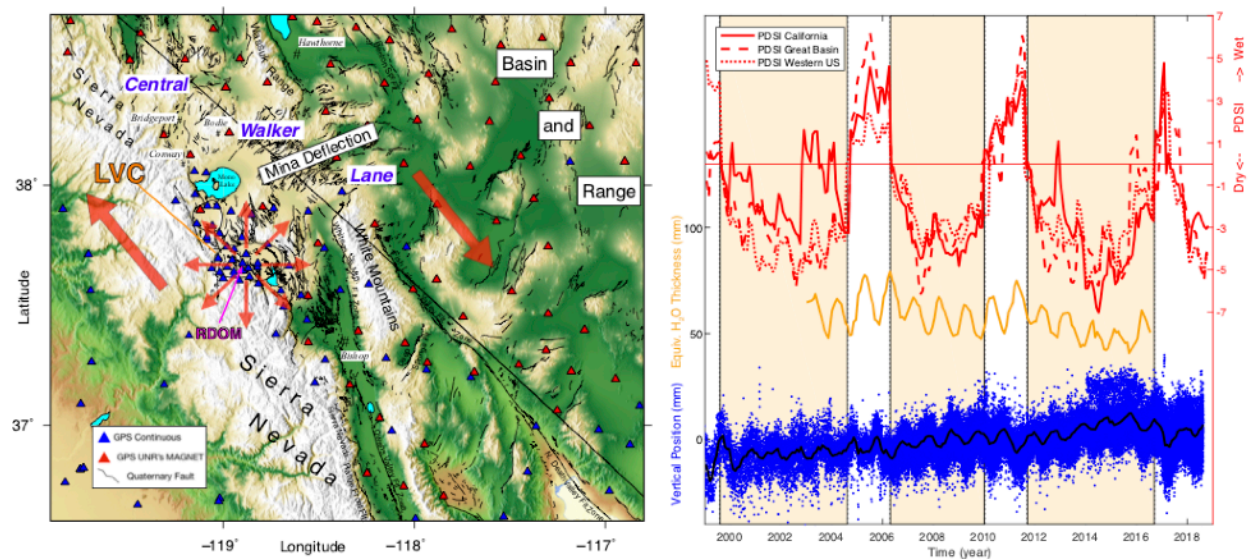 Hawthorne
Wassuk Range
Basin
Central
Sierra
Nevada
Bridgeport
Bodie
Walker
and
Conway
Mina Deflection
LVC
Mono
Lake
Lane
Range
38°
White Mountains
RDOM
Bishop
Sierra
Nevada
37°
GPS Continuous
GPS UNR's MAGNET
Quaternary Fault
−119°
−118°
−117°
Longitude
Latitude
PDSI California
PDSI Great Basin
PDSI Western US
7
5
3
1
-1
-3
-5
-7
Dry <-- PDSI --> Wet
100
50
0
Equiv. H2O Thickness (mm)
Vertical Position (mm)
2000 2002 2004 2006 2008 2010 2012 2014 2016 2018
Time (year)